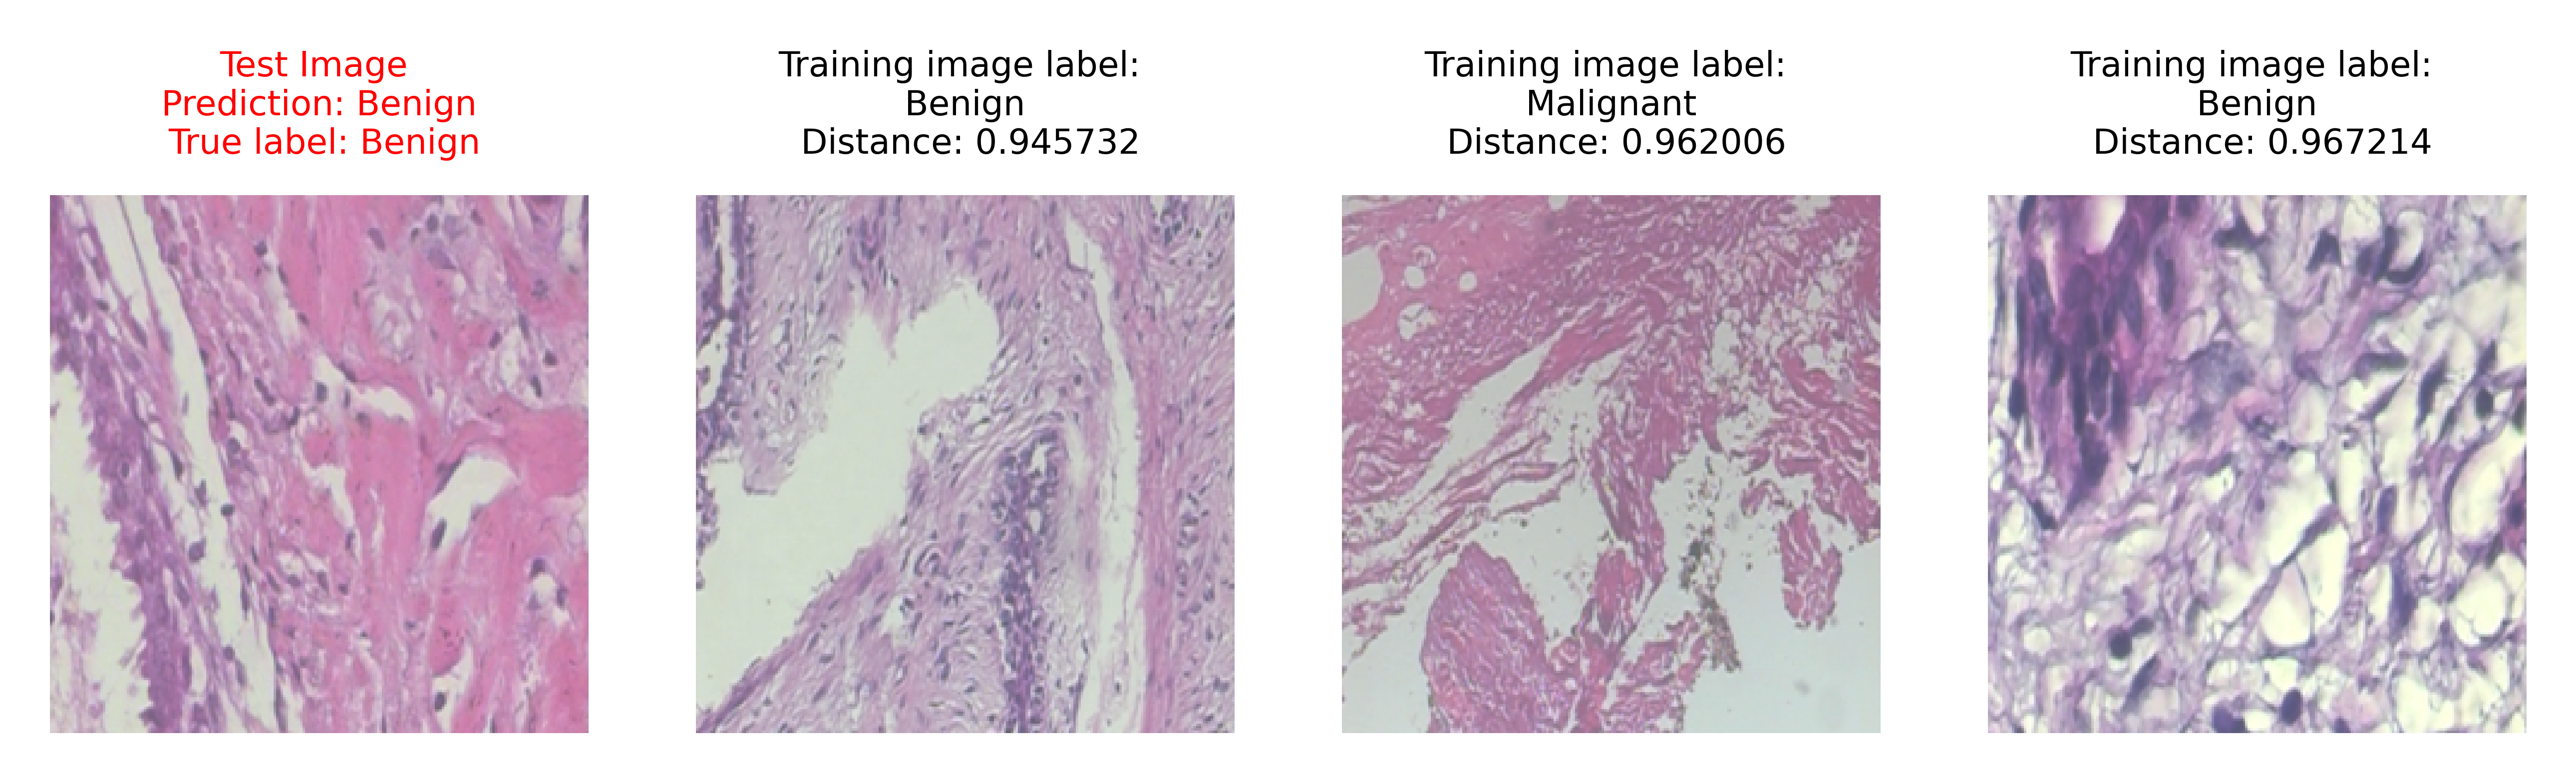 Test Image
Prediction: Benign
True label: Benign
Training image label:
Benign
Distance: 0.945732
Training image label:
Malignant
Distance: 0.962006
Training image label:
Benign
Distance: 0.967214